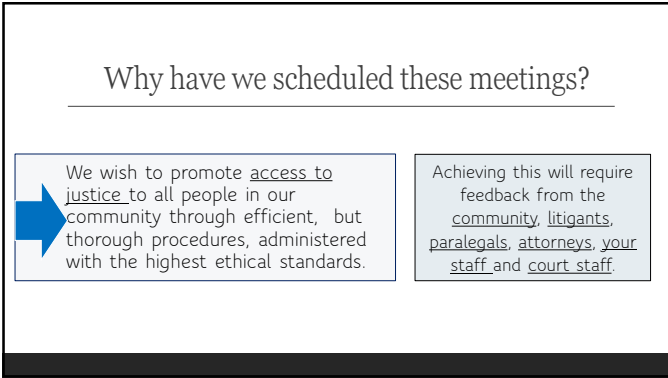 Why have we scheduled these meetings?
We wish to promote access to
justice to all people in our
community through efficient, but
thorough procedures, administered
with the highest ethical standards.
Achieving this will require
feedback from the
community, litigants,
paralegals, attorneys, your
staff and court staff.